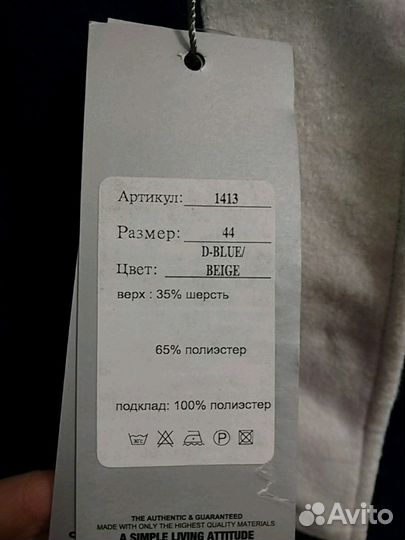 Артикул: 1413
Размер: 44
D-BLUE/
Цвет: BEIGE
верх : 35% шерсть
65% полиэстер
подклад: 100% полиэстер
P
THE AUTHENTIC & GUARANTEED
MADE WITH ONLY THE HIGHEST QUALITY MATERIALS
A SIMPLE LIVING ATTITUDE
Avito